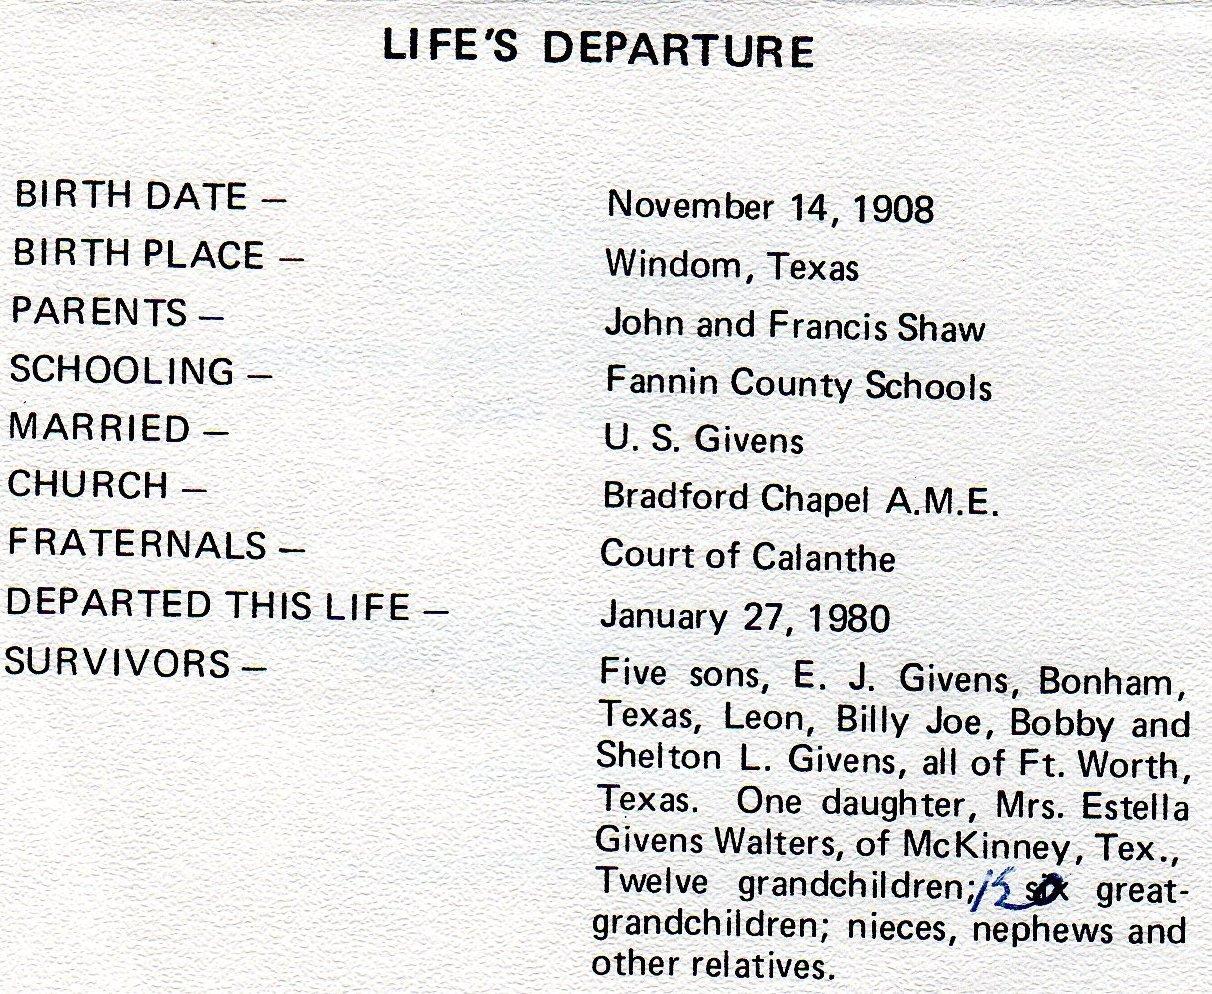 LIFE'S DEPARTURE
BIRTH DATE — November 14, 1908
BIRTH PLACE — Windom, Texas
PARENTS — John and Francis Shaw
SCHOOLING — Fannin County Schools
MARRIED — U. S. Givens
CHURCH — Bradford Chapel A.M.E.
FRATERNALS — Court of Calanthe
DEPARTED THIS LIFE — January 27, 1980
SURVIVORS — Five sons, E. J. Givens, Bonham,
Texas, Leon, Billy Joe, Bobby and
Shelton L. Givens, all of Ft. Worth,
Texas. One daughter, Mrs. Estella
Givens Walters, of McKinney, Tex.,
Twelve grandchildren; six great-
grandchildren; nieces, nephews and
other relatives.